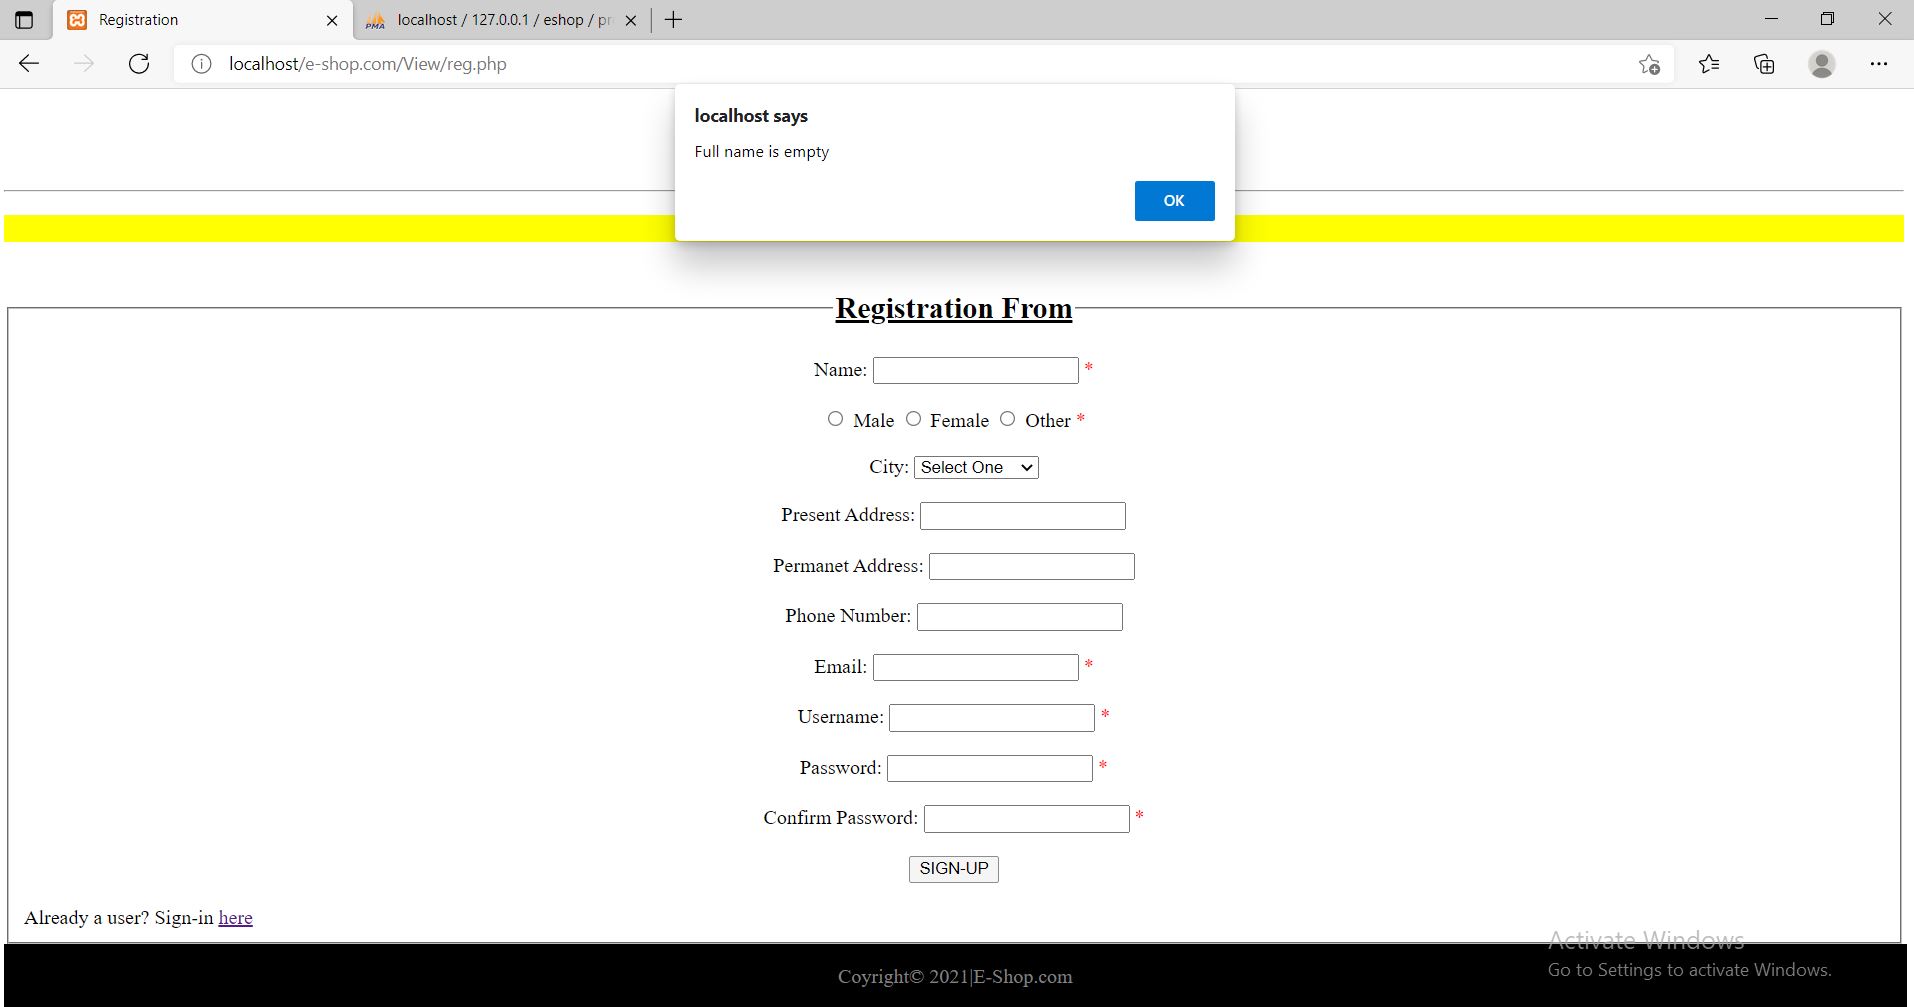 Registration
localhost / 127.0.0.1 / eshop / pr
localhost/e-shop.com/View/reg.php
localhost says
Full name is empty
OK
Registration From
Name: *
Male Female Other *
City: Select One
Present Address:
Permanet Address:
Phone Number:
Email: *
Username: *
Password: *
Confirm Password: *
SIGN-UP
Already a user? Sign-in here
Activate Windows
Go to Settings to activate Windows.
Coyright© 2021|E-Shop.com